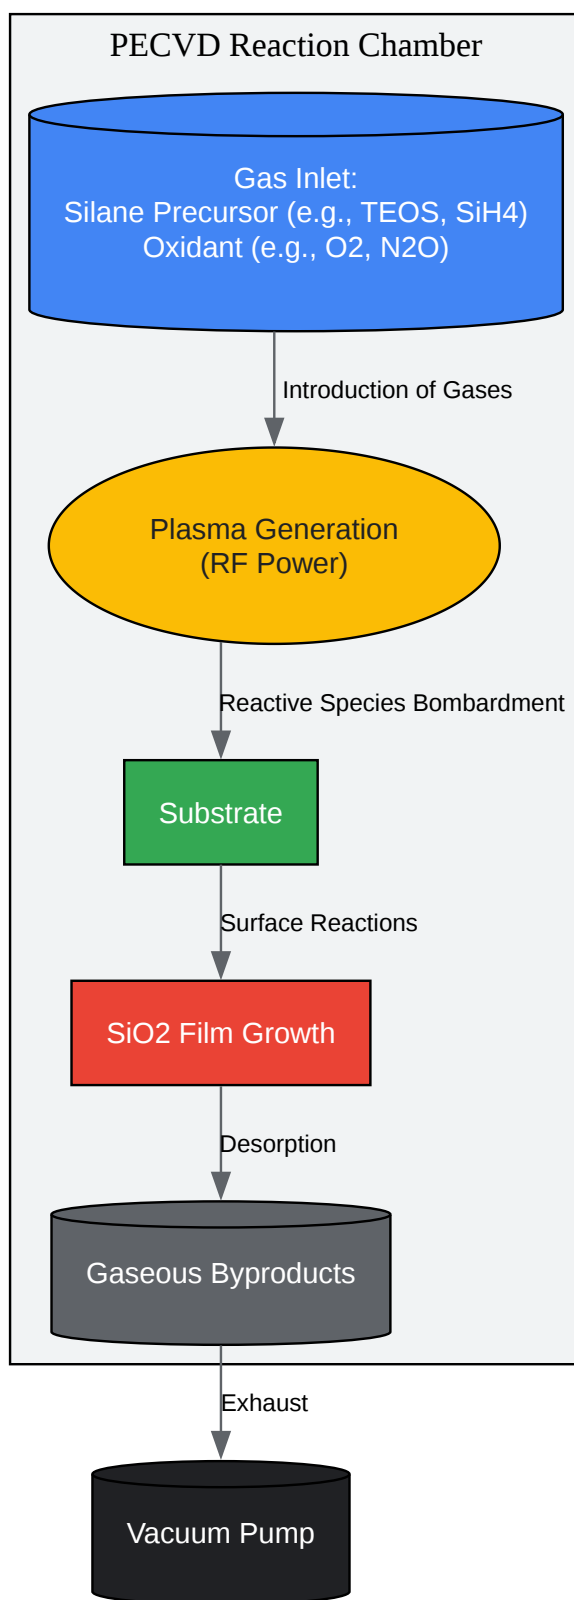 PECVD Reaction Chamber
Gas Inlet:
Silane Precursor (e.g., TEOS, SiH4)
Oxidant (e.g., O2, N2O)
Introduction of Gases
Plasma Generation
(RF Power)
Reactive Species Bombardment
Substrate
Surface Reactions
SiO2 Film Growth
Desorption
Gaseous Byproducts
Exhaust
Vacuum Pump